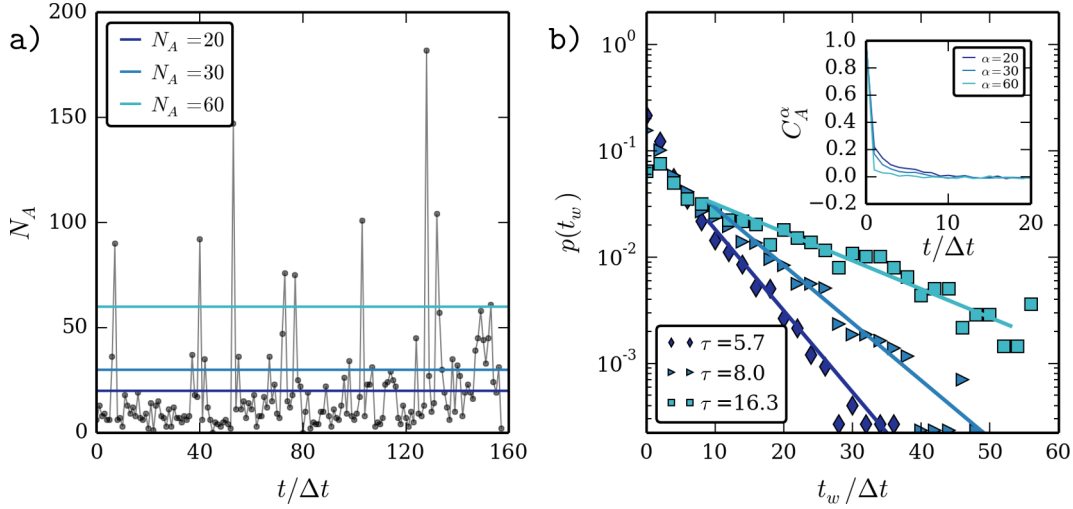 a)
200
150
100
50
0
N_A
N_A = 20
N_A = 30
N_A = 60
0 40 80 120 160
t/Δt
b)
10^0
10^-1
10^-2
10^-3
p(t_w)
τ = 5.7
τ = 8.0
τ = 16.3
0 10 20 30 40 50 60
t_w/Δt
1.0
0.8
0.6
0.4
0.2
0.0
−0.2
C_A^α
α=20
α=30
α=60
0 10 20
t/Δt